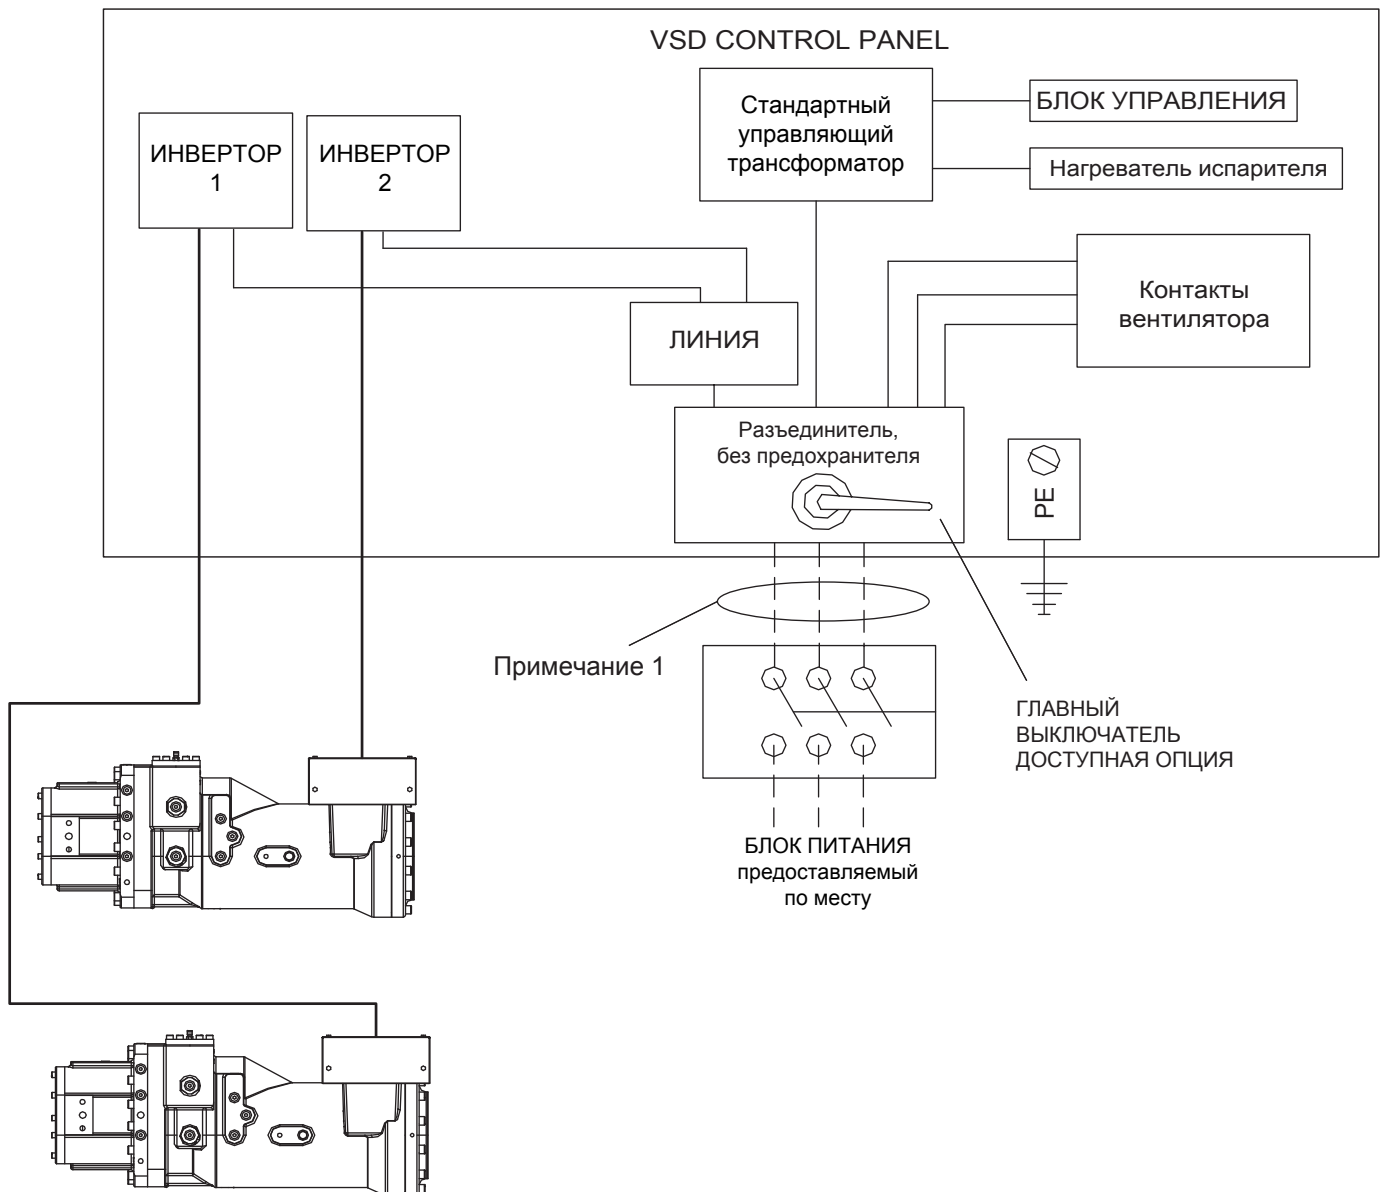 VSD CONTROL PANEL
ИНВЕРТОР
1
ИНВЕРТОР
2
Стандартный
управляющий
трансформатор
БЛОК УПРАВЛЕНИЯ
Нагреватель испарителя
Контакты
вентилятора
ЛИНИЯ
Разъединитель,
без предохранителя
PE
Примечание 1
ГЛАВНЫЙ
ВЫКЛЮЧАТЕЛЬ
ДОСТУПНАЯ ОПЦИЯ
БЛОК ПИТАНИЯ
предоставляемый
по месту